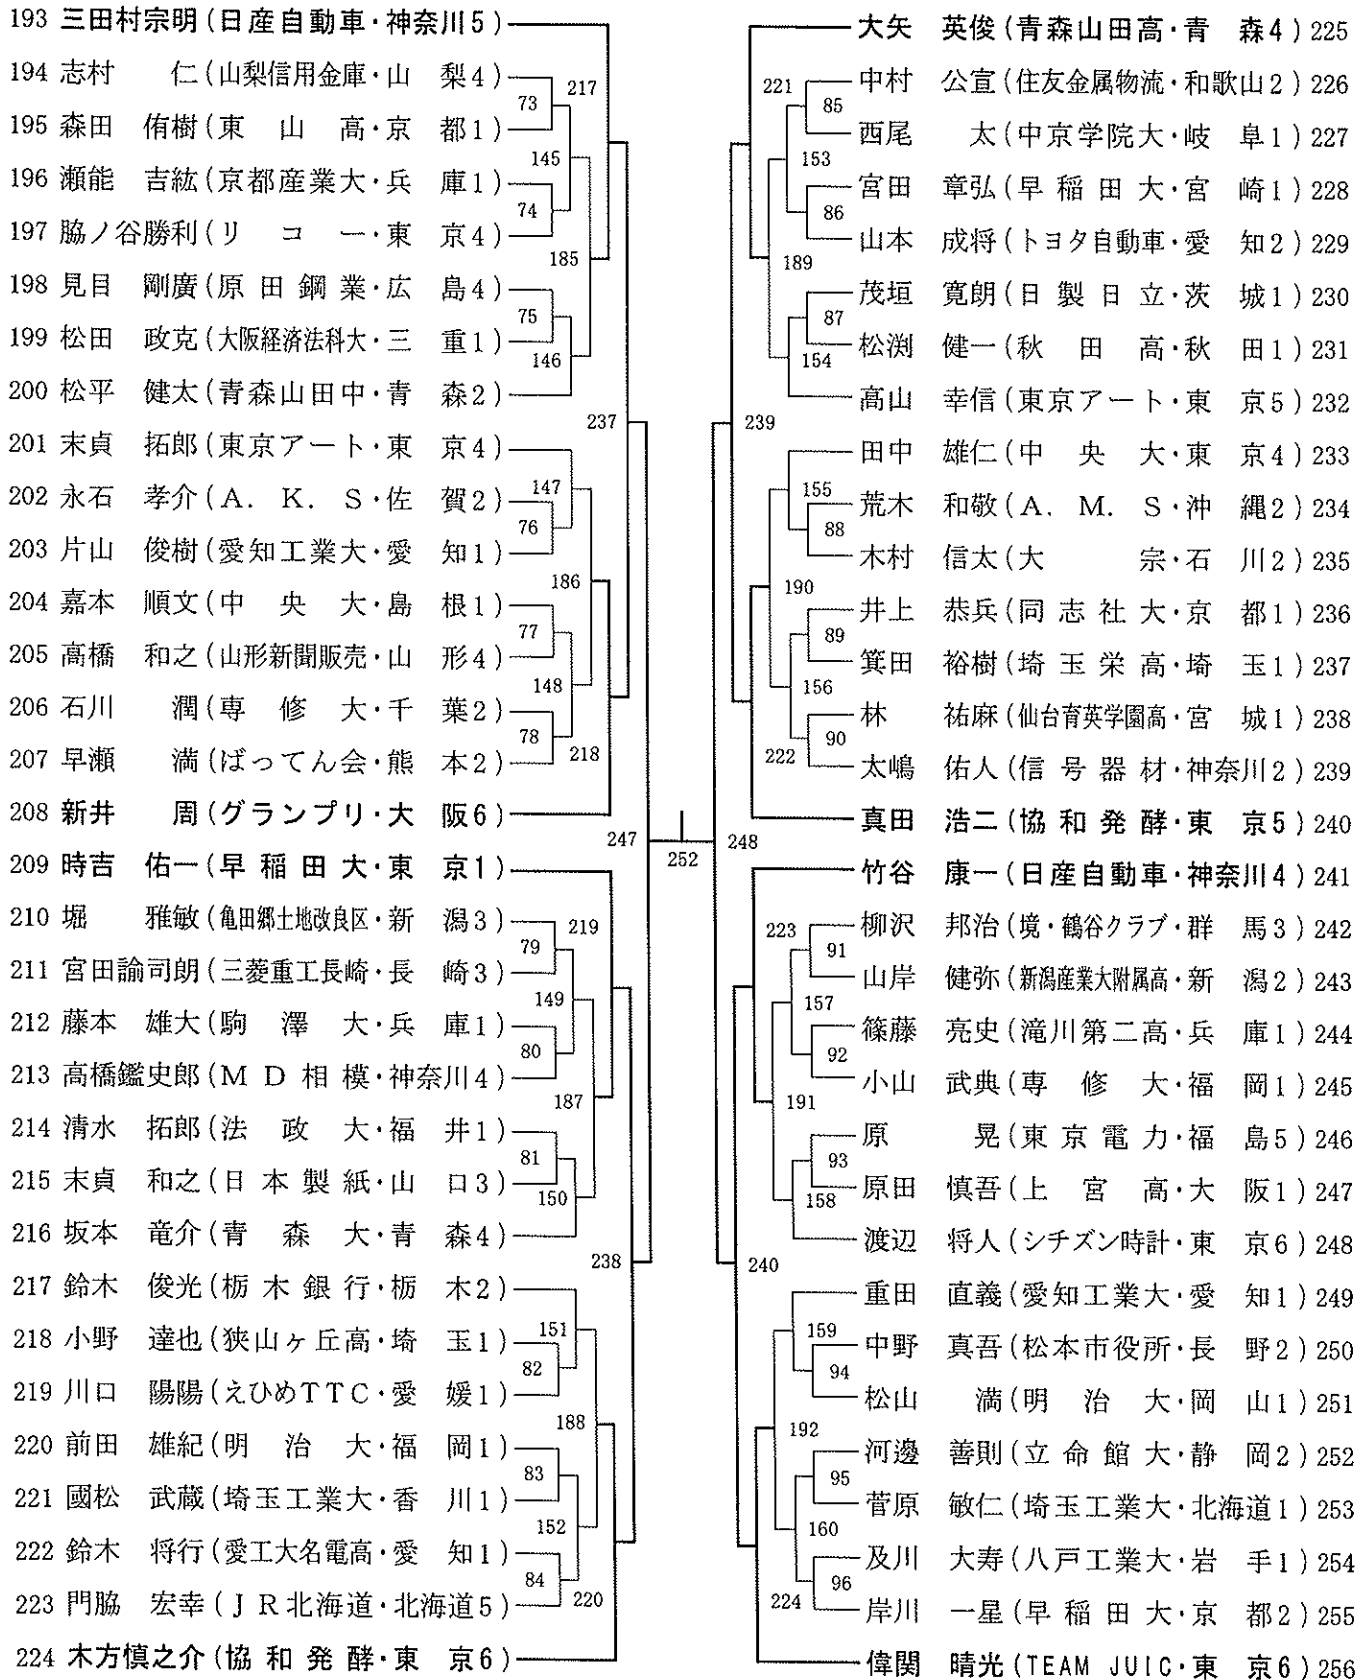 193 三田村宗明(日産自動車・神奈川5)
194 志村 仁(山梨信用金庫・山 梨4)
195 森田 侑樹(東 山 高・京 都1)
196 瀬能 吉紘(京都産業大・兵 庫1)
197 脇ノ谷勝利(リ コ ー・東 京4)
198 見目 剛廣(原田鋼業・広 島4)
199 松田 政克(大阪経済法科大・三 重1)
200 松平 健太(青森山田中・青 森2)
201 末貞 拓郎(東京アート・東 京4)
202 永石 孝介(A. K. S・佐 賀2)
203 片山 俊樹(愛知工業大・愛 知1)
204 嘉本 順文(中 央 大・島 根1)
205 高橋 和之(山形新聞販売・山 形4)
206 石川 潤(専 修 大・千 葉2)
207 早瀬 満(ばってん会・熊 本2)
208 新井 周(グランプリ・大 阪6)
209 時吉 佑一(早稲田大・東 京1)
210 堀 雅敏(亀田郷土地改良区・新 潟3)
211 宮田諭司朗(三菱重工長崎・長 崎3)
212 藤本 雄大(駒 澤 大・兵 庫1)
213 高橋鑑史郎(MD相模・神奈川4)
214 清水 拓郎(法 政 大・福 井1)
215 末貞 和之(日本製紙・山 口3)
216 坂本 竜介(青 森 大・青 森4)
217 鈴木 俊光(栃木銀行・栃 木2)
218 小野 達也(狭山ヶ丘高・埼 玉1)
219 川口 陽陽(えひめTTC・愛 媛1)
220 前田 雄紀(明 治 大・福 岡1)
221 國松 武蔵(埼玉工業大・香 川1)
222 鈴木 将行(愛工大名電高・愛 知1)
223 門脇 宏幸(JR北海道・北海道5)
224 木方慎之介(協和発酵・東 京6)
73
74
75
76
77
78
79
80
81
82
83
84
145
146
147
148
149
150
151
152
185
186
187
188
217
218
219
220
237
238
247
252
248
239
240
221
222
223
224
189
190
191
192
153
154
155
156
157
158
159
160
85
86
87
88
89
90
91
92
93
94
95
96
大矢 英俊(青森山田高・青 森4)225
中村 公宣(住友金属物流・和歌山2)226
西尾 太(中京学院大・岐 阜1)227
宮田 章弘(早稲田大・宮 崎1)228
山本 成将(トヨタ自動車・愛 知2)229
茂垣 寛朗(日製日立・茨 城1)230
松渕 健一(秋 田 高・秋 田1)231
高山 幸信(東京アート・東 京5)232
田中 雄仁(中 央 大・東 京4)233
荒木 和敬(A. M. S・沖 縄2)234
木村 信太(大 宗・石 川2)235
井上 恭兵(同志社大・京 都1)236
箕田 裕樹(埼玉栄高・埼 玉1)237
林 祐麻(仙台育英学園高・宮 城1)238
太嶋 佑人(信号器材・神奈川2)239
真田 浩二(協和発酵・東 京5)240
竹谷 康一(日産自動車・神奈川4)241
柳沢 邦治(境・鶴谷クラブ・群 馬3)242
山岸 健弥(新潟産業大附属高・新 潟2)243
篠藤 亮史(滝川第二高・兵 庫1)244
小山 武典(専 修 大・福 岡1)245
原 晃(東京電力・福 島5)246
原田 慎吾(上 宮 高・大 阪1)247
渡辺 将人(シチズン時計・東 京6)248
重田 直義(愛知工業大・愛 知1)249
中野 真吾(松本市役所・長 野2)250
松山 満(明 治 大・岡 山1)251
河邊 善則(立命館大・静 岡2)252
菅原 敏仁(埼玉工業大・北海道1)253
及川 大寿(八戸工業大・岩 手1)254
岸川 一星(早稲田大・京 都2)255
偉関 晴光(TEAM JUIC・東 京6)256